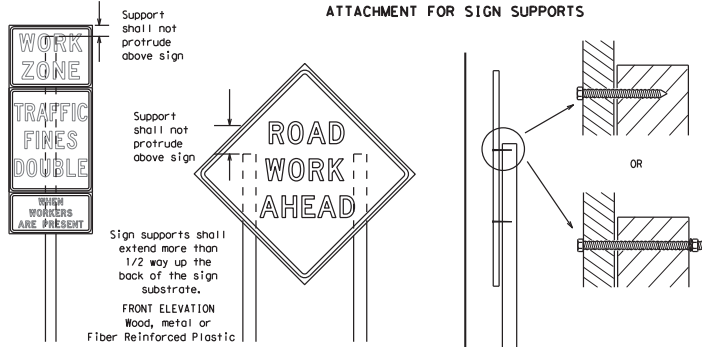 ATTACHMENT FOR SIGN SUPPORTS
Support
shall not
protrude
above sign
WORK
ZONE
TRAFFIC
FINES
DOUBLE
WHEN
WORKERS
ARE PRESENT
Support
shall not
protrude
above sign
ROAD
WORK
AHEAD
Sign supports shall
extend more than
1/2 way up the
back of the sign
substrate.
FRONT ELEVATION
Wood, metal or
Fiber Reinforced Plastic
OR